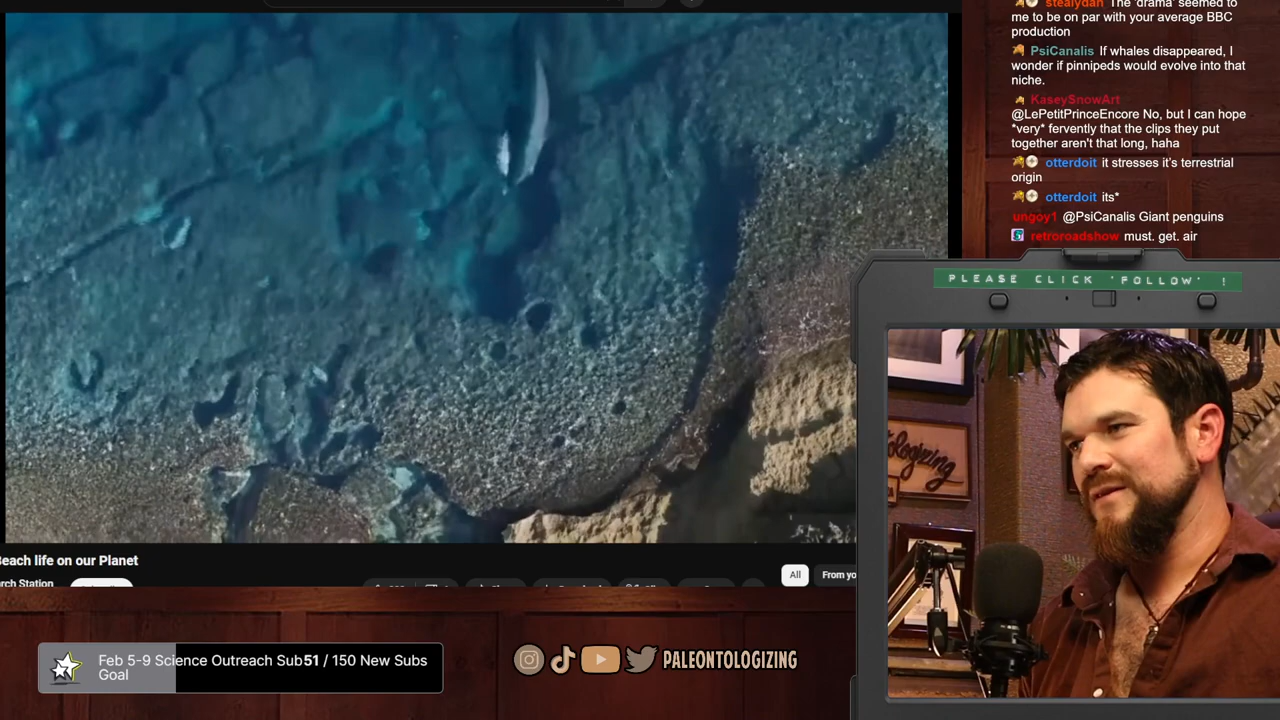 stealydan The 'drama' seemed to
me to be on par with your average BBC
production
PsiCanalis If whales disappeared, I
wonder if pinnipeds would evolve into that
niche.
KaseySnowArt
@LePetitPrinceEncore No, but I can hope
*very* fervently that the clips they put
together aren't that long, haha
otterdoit it stresses it's terrestrial
origin
otterdoit its*
ungoy1 @PsiCanalis Giant penguins
retroroadshow must. get. air
PLEASE CLICK 'FOLLOW' !
ologizing
Beach life on our Planet
rch Station
All
From yo
Feb 5-9 Science Outreach Sub 51 / 150 New Subs
Goal
PALEONTOLOGIZING